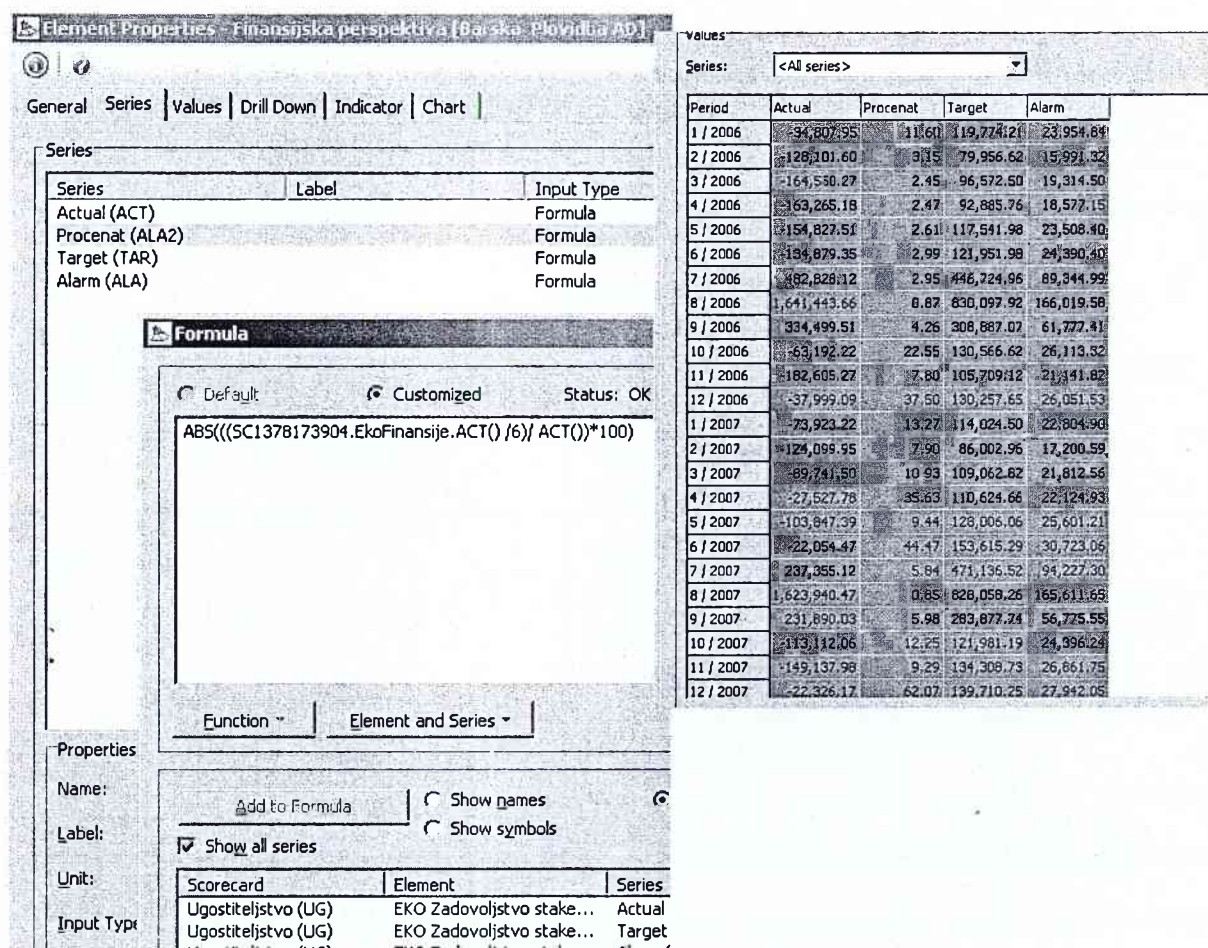 Element Properties - Finansijska perspektiva [Barska Plovidba AD]
General Series Values Drill Down Indicator Chart
Series
Series Label Input Type
Actual (ACT) Formula
Procenat (ALA2) Formula
Target (TAR) Formula
Alarm (ALA) Formula
Formula
Default Customized Status: OK
ABS(((SC1378173904.EkoFinansije.ACT() /6)/ ACT())*100)
Function Element and Series
Properties
Name:
Label:
Unit:
Input Type
Add to Formula Show names
Show symbols
Show all series
Scorecard Element Series
Ugostiteljstvo (UG) EKO Zadovoljstvo stake... Actual
Ugostiteljstvo (UG) EKO Zadovoljstvo stake... Target
Values
Series: <All series>
Period Actual Procenat Target Alarm
1 / 2006 -34,807.95 11.60 119,774.21 23,954.84
2 / 2006 -128,101.60 3.15 79,956.62 15,991.32
3 / 2006 -164,550.27 2.45 96,572.50 19,314.50
4 / 2006 -163,265.18 2.47 92,885.76 18,577.15
5 / 2006 -154,827.51 2.61 117,541.98 23,508.40
6 / 2006 -134,879.35 2.99 121,951.98 24,390.40
7 / 2006 482,828.12 2.95 446,724.96 89,344.99
8 / 2006 1,641,443.66 8.87 830,097.92 166,019.58
9 / 2006 334,499.51 4.26 308,887.07 61,777.41
10 / 2006 -63,192.22 22.55 130,566.62 26,113.32
11 / 2006 -182,605.27 7.80 105,709.12 21,141.82
12 / 2006 -37,999.09 37.50 130,257.65 26,051.53
1 / 2007 -73,923.22 13.27 114,024.50 22,804.90
2 / 2007 -124,099.95 7.90 86,002.96 17,200.59
3 / 2007 -89,741.50 10.93 109,062.82 21,812.56
4 / 2007 -27,527.78 35.63 110,624.66 22,124.93
5 / 2007 -103,847.39 9.44 128,006.06 25,601.21
6 / 2007 -22,054.47 44.47 153,615.29 30,723.06
7 / 2007 237,355.12 5.84 471,136.52 94,227.30
8 / 2007 1,623,940.47 0.85 828,058.26 165,611.65
9 / 2007 231,890.03 5.98 283,877.74 56,775.55
10 / 2007 -113,112.06 12.25 121,981.19 24,396.24
11 / 2007 -149,137.98 9.29 134,308.73 26,861.75
12 / 2007 -22,326.17 62.07 139,710.25 27,942.05